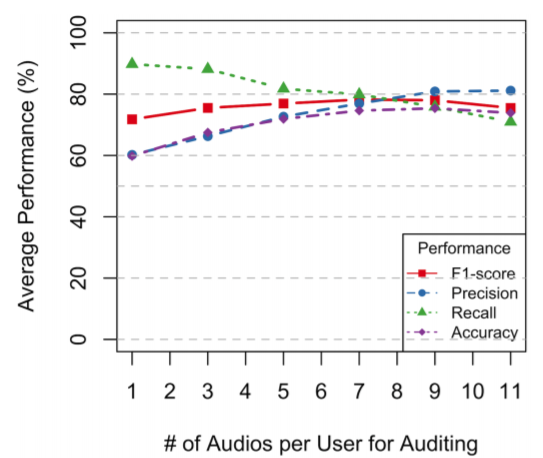 Average Performance (%)
100
80
60
40
20
0
Performance
F1-score
Precision
Recall
Accuracy
1 2 3 4 5 6 7 8 9 10 11
# of Audios per User for Auditing